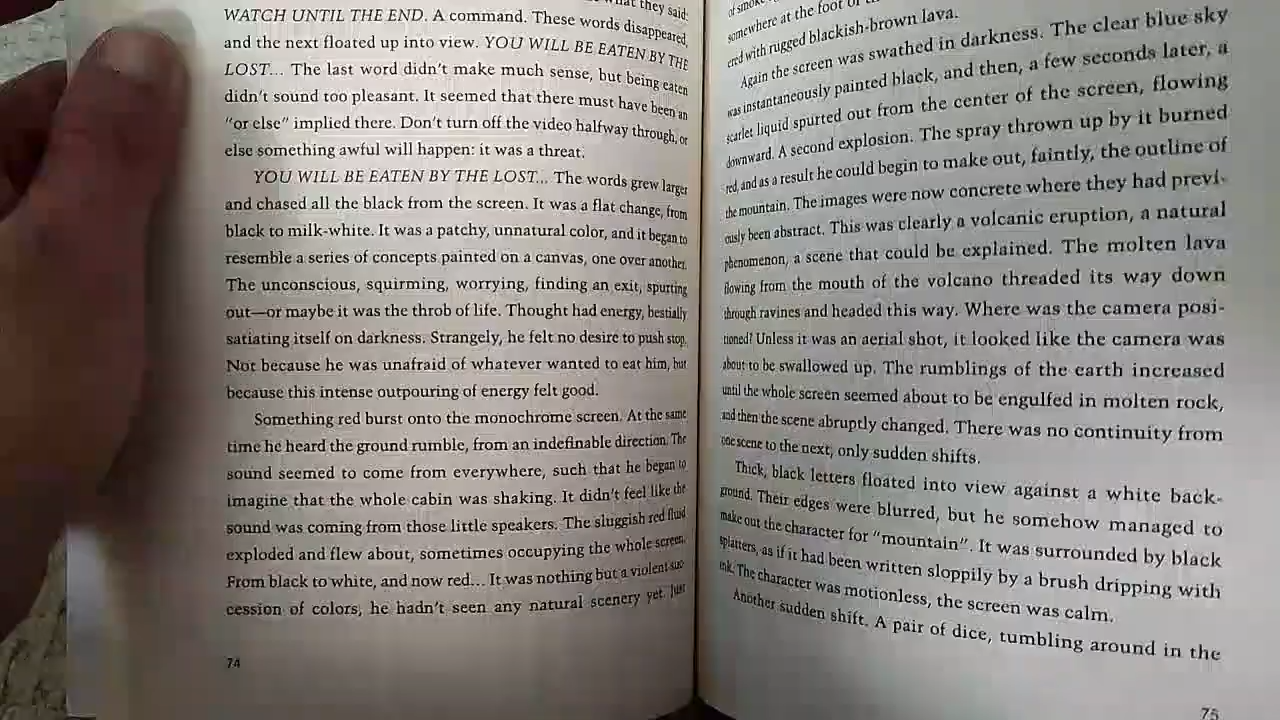 what they said:
WATCH UNTIL THE END. A command. These words disappeared,
and the next floated up into view. YOU WILL BE EATEN BY THE
LOST... The last word didn't make much sense, but being eaten
didn't sound too pleasant. It seemed that there must have been an
"or else" implied there. Don't turn off the video halfway through, or
else something awful will happen: it was a threat.
YOU WILL BE EATEN BY THE LOST... The words grew larger
and chased all the black from the screen. It was a flat change, from
black to milk-white. It was a patchy, unnatural color, and it began to
resemble a series of concepts painted on a canvas, one over another.
The unconscious, squirming, worrying, finding an exit, spurting
out—or maybe it was the throb of life. Thought had energy, bestially
satiating itself on darkness. Strangely, he felt no desire to push stop.
Not because he was unafraid of whatever wanted to eat him, but
because this intense outpouring of energy felt good.
Something red burst onto the monochrome screen. At the same
time he heard the ground rumble, from an indefinable direction. The
sound seemed to come from everywhere, such that he began to
imagine that the whole cabin was shaking. It didn't feel like the
sound was coming from those little speakers. The sluggish red fluid
exploded and flew about, sometimes occupying the whole screen.
From black to white, and now red... It was nothing but a violent suc-
cession of colors, he hadn't seen any natural scenery yet. Just
74
of smoke
somewhere at the foot of
ered with rugged blackish-brown lava.
Again the screen was swathed in darkness. The clear blue sky
was instantaneously painted black, and then, a few seconds later, a
scarlet liquid spurted out from the center of the screen, flowing
downward. A second explosion. The spray thrown up by it burned
red, and as a result he could begin to make out, faintly, the outline of
the mountain. The images were now concrete where they had previ-
ously been abstract. This was clearly a volcanic eruption, a natural
phenomenon, a scene that could be explained. The molten lava
flowing from the mouth of the volcano threaded its way down
through ravines and headed this way. Where was the camera posi-
tioned? Unless it was an aerial shot, it looked like the camera was
about to be swallowed up. The rumblings of the earth increased
until the whole screen seemed about to be engulfed in molten rock,
and then the scene abruptly changed. There was no continuity from
one scene to the next, only sudden shifts.
Thick, black letters floated into view against a white back-
ground. Their edges were blurred, but he somehow managed to
make out the character for "mountain". It was surrounded by black
splatters, as if it had been written sloppily by a brush dripping with
ink. The character was motionless, the screen was calm.
Another sudden shift. A pair of dice, tumbling around in the
75